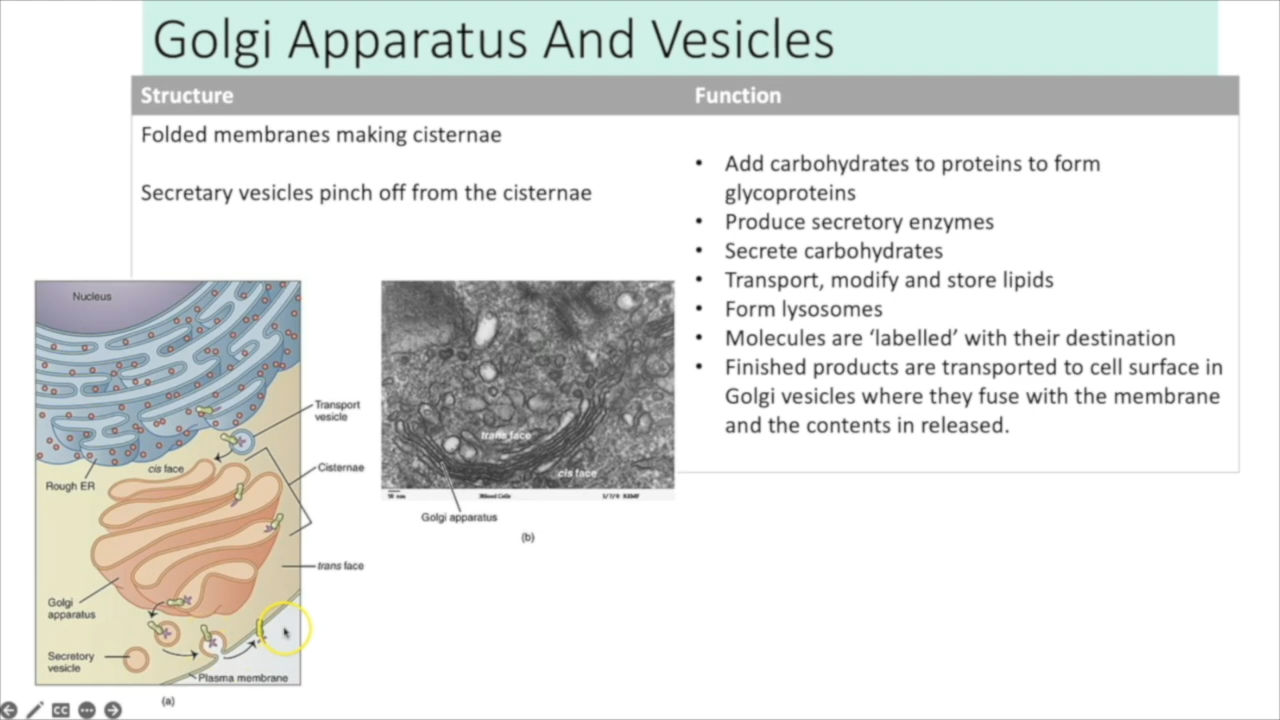 Golgi Apparatus And Vesicles
Structure
Function
Folded membranes making cisternae
Secretary vesicles pinch off from the cisternae
• Add carbohydrates to proteins to form
glycoproteins
• Produce secretory enzymes
• Secrete carbohydrates
• Transport, modify and store lipids
• Form lysosomes
• Molecules are ‘labelled’ with their destination
• Finished products are transported to cell surface in
Golgi vesicles where they fuse with the membrane
and the contents in released.
Nucleus
Transport
vesicle
cis face
Cisternae
Rough ER
trans face
Golgi
apparatus
Secretory
vesicle
Plasma membrane
(a)
trans face
cis face
Golgi apparatus
(b)
CC